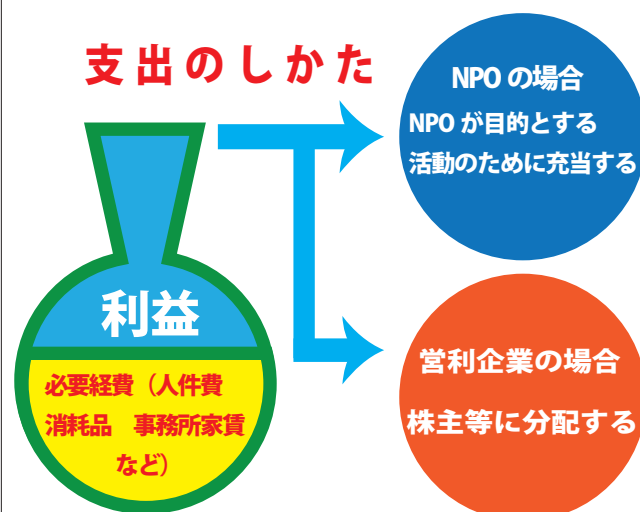 支出のしかた
NPO の場合
NPO が目的とする
活動のために充当する
利益
必要経費（人件費
消耗品　事務所家賃
など）
営利企業の場合
株主等に分配する